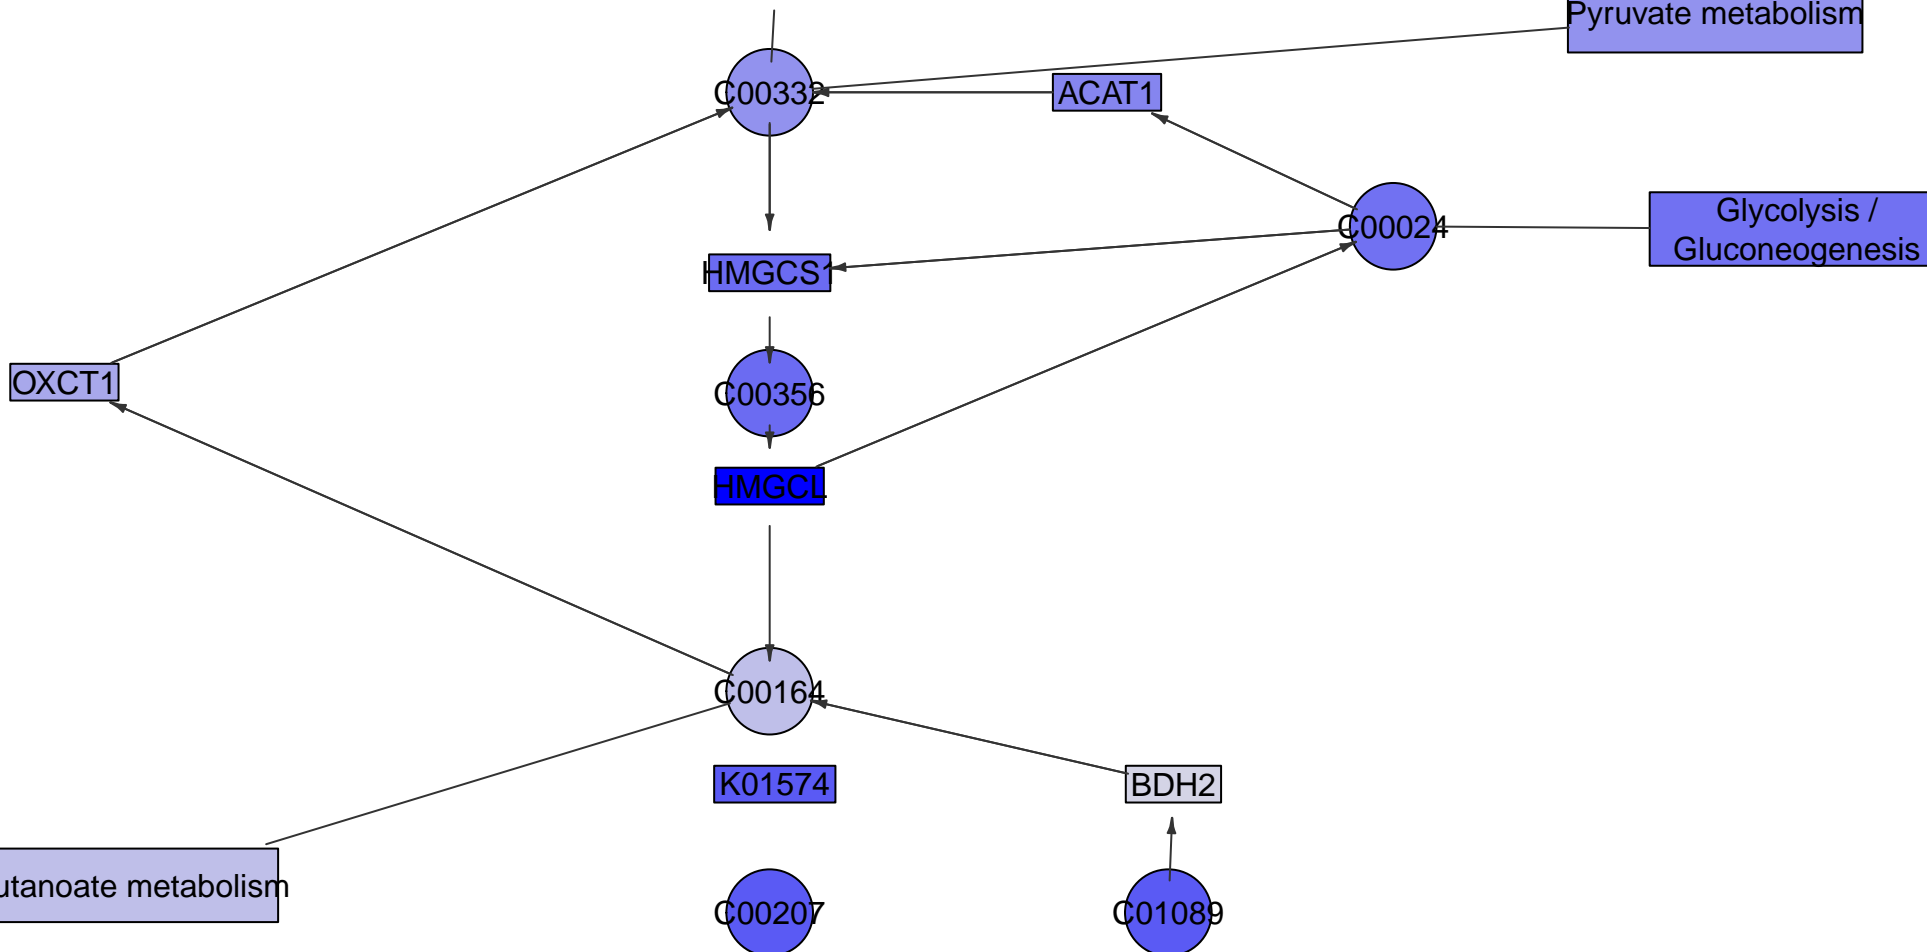 Pyruvate metabolism
C00332
ACAT1
Glycolysis /
Gluconeogenesis
C00024
HMGCS1
OXCT1
C00356
HMGCL
C00164
K01574
BDH2
utanoate metabolism
C00207
C01089